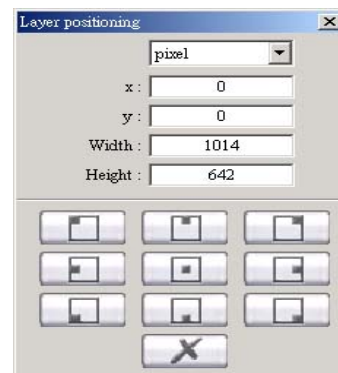 Layer positioning
pixel
x : 0
y : 0
Width : 1014
Height : 642